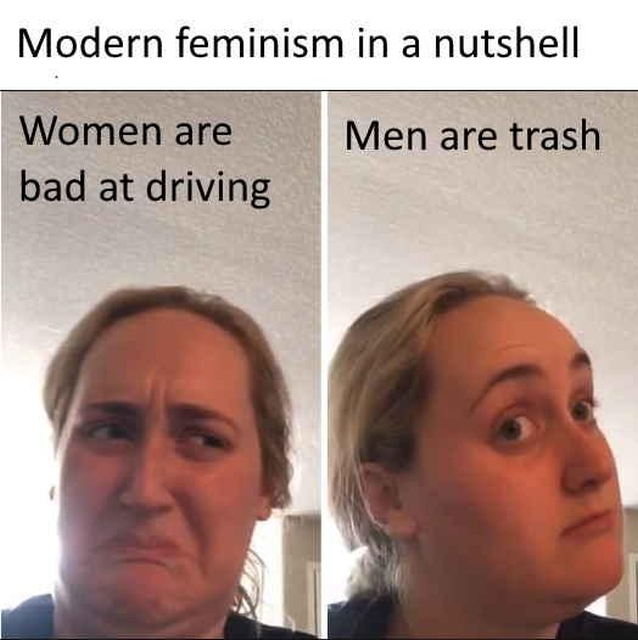 Modern feminism in a nutshell
Women are
bad at driving
Men are trash